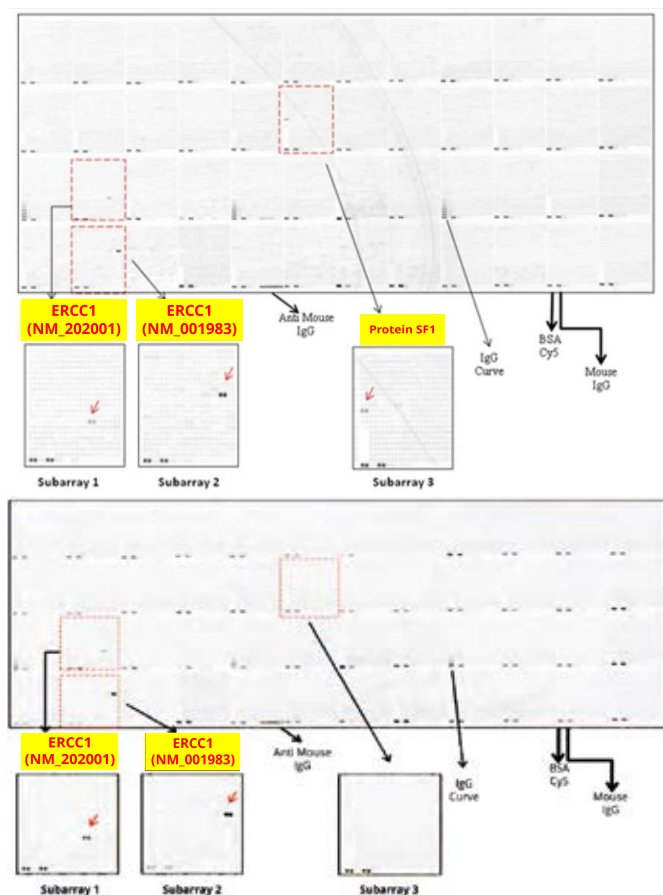 ERCC1
(NM_202001)
ERCC1
(NM_001983)
Anti Mouse
IgG
Protein SF1
IgG
Curve
BSA
Cy5
Mouse
IgG
Subarray 1
Subarray 2
Subarray 3
ERCC1
(NM_202001)
ERCC1
(NM_001983)
Anti Mouse
IgG
IgG
Curve
BSA
Cy5
Mouse
IgG
Subarray 1
Subarray 2
Subarray 3